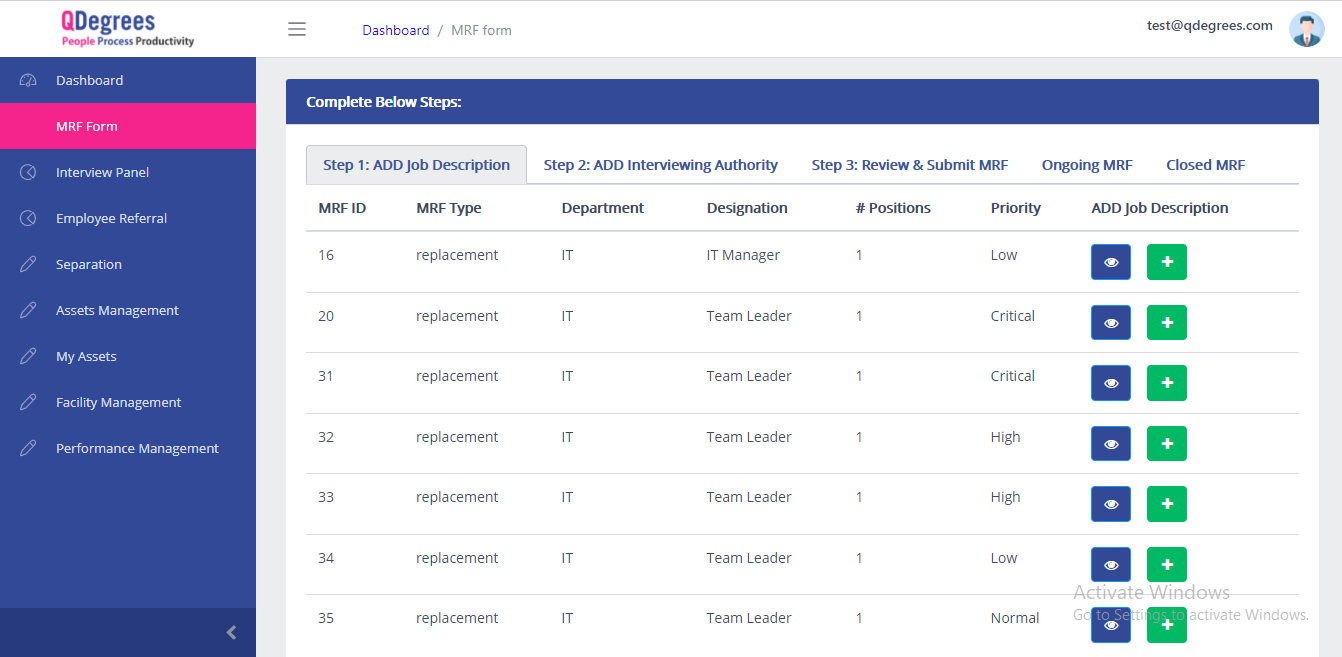 QDegrees
People Process Productivity
Dashboard / MRF form
test@qdegrees.com
Dashboard
MRF Form
Interview Panel
Employee Referral
Separation
Assets Management
My Assets
Facility Management
Performance Management
Complete Below Steps:
Step 1: ADD Job Description Step 2: ADD Interviewing Authority Step 3: Review & Submit MRF Ongoing MRF Closed MRF
MRF ID MRF Type Department Designation # Positions Priority ADD Job Description
16 replacement IT IT Manager 1 Low
20 replacement IT Team Leader 1 Critical
31 replacement IT Team Leader 1 Critical
32 replacement IT Team Leader 1 High
33 replacement IT Team Leader 1 High
34 replacement IT Team Leader 1 Low
35 replacement IT Team Leader 1 Normal
Activate Windows
Go to Settings to activate Windows.